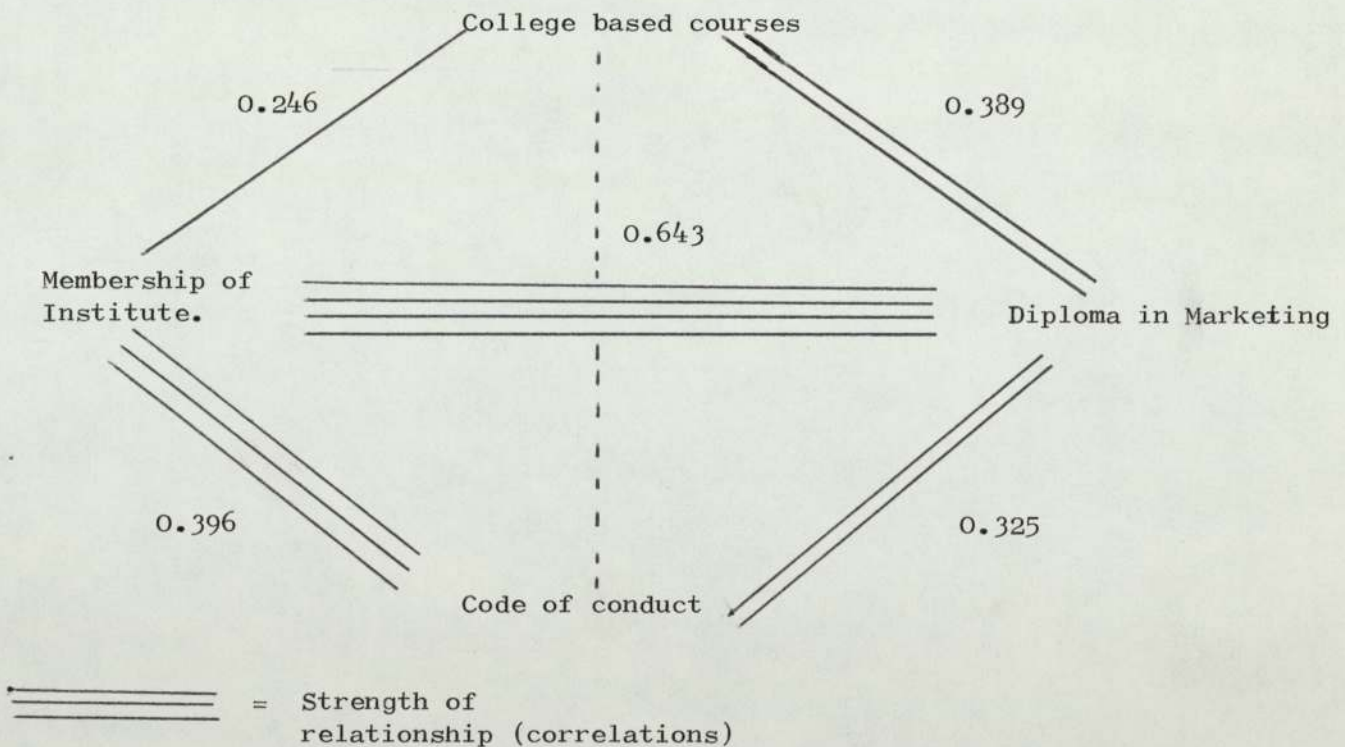 College based courses
0.246
0.389
0.643
Membership of
Institute.
Diploma in Marketing
0.396
0.325
Code of conduct
= Strength of
relationship (correlations)